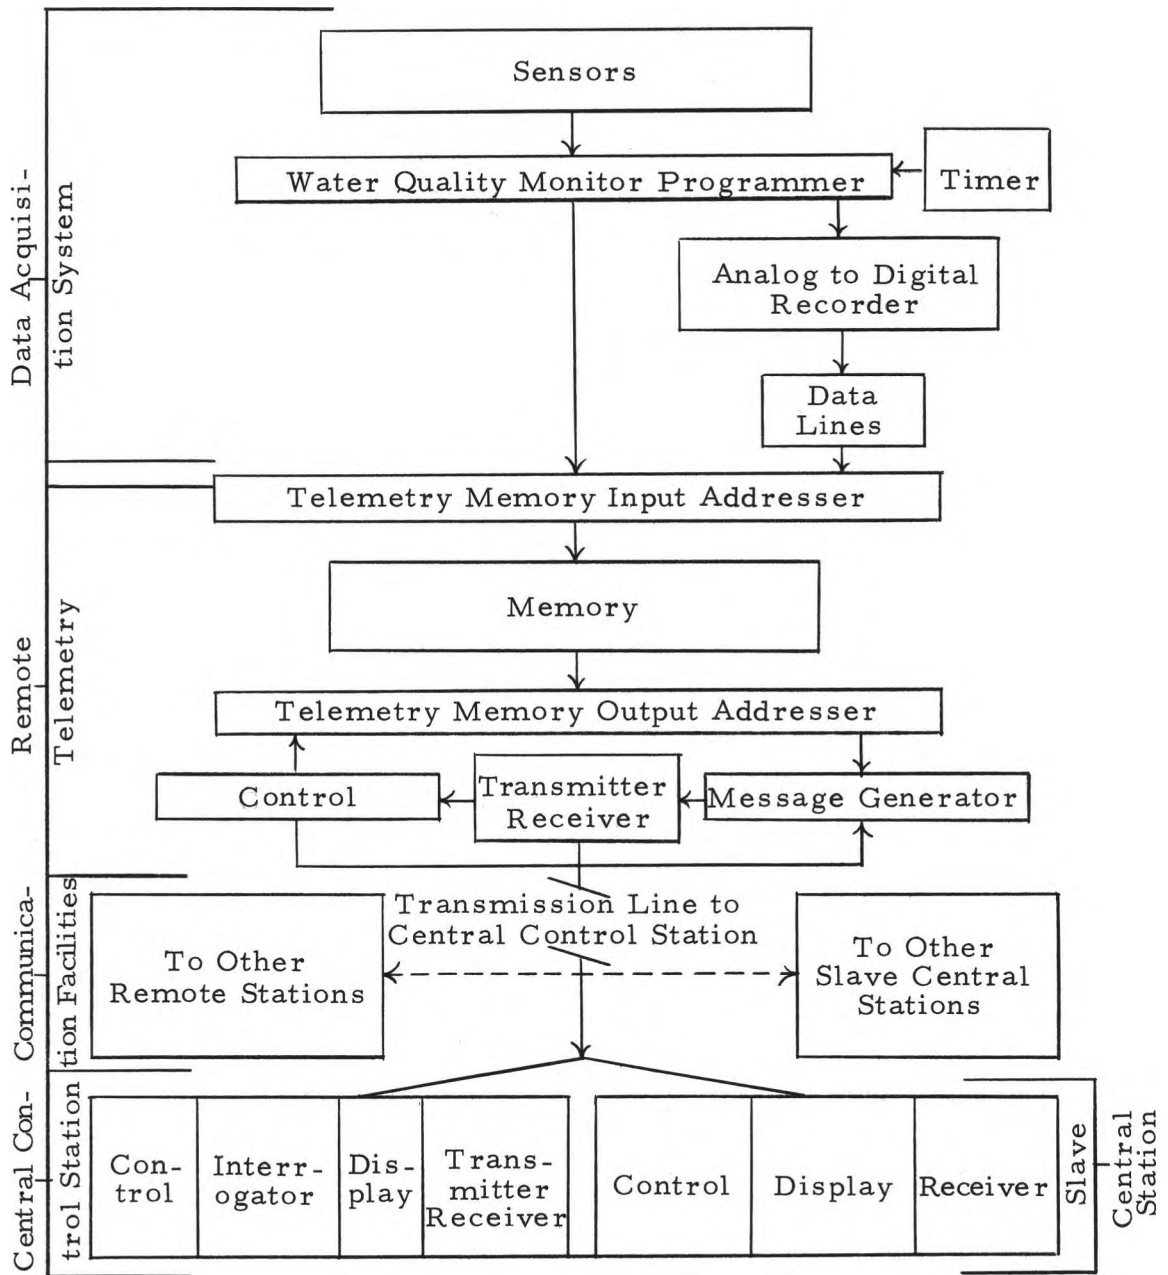 Data Acquisi-
tion System
Sensors
Water Quality Monitor Programmer
Timer
Analog to Digital
Recorder
Data
Lines
Remote
Telemetry
Telemetry Memory Input Addresser
Memory
Telemetry Memory Output Addresser
Control
Transmitter
Receiver
Message Generator
Communica-
tion Facilities
Transmission Line to
Central Control Station
To Other
Remote Stations
To Other
Slave Central
Stations
Central Con-
trol Station
Con-
trol
Interr-
ogator
Dis-
play
Trans-
mitter
Receiver
Control
Display
Receiver
Slave
Central
Station